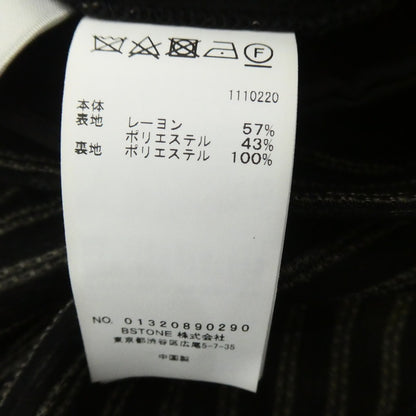 F
1110220
本体
表地 レーヨン 57%
ポリエステル 43%
裏地 ポリエステル 100%
NO. 01320890290
BSTONE 株式会社
東京都渋谷区広尾5-7-35
中国製